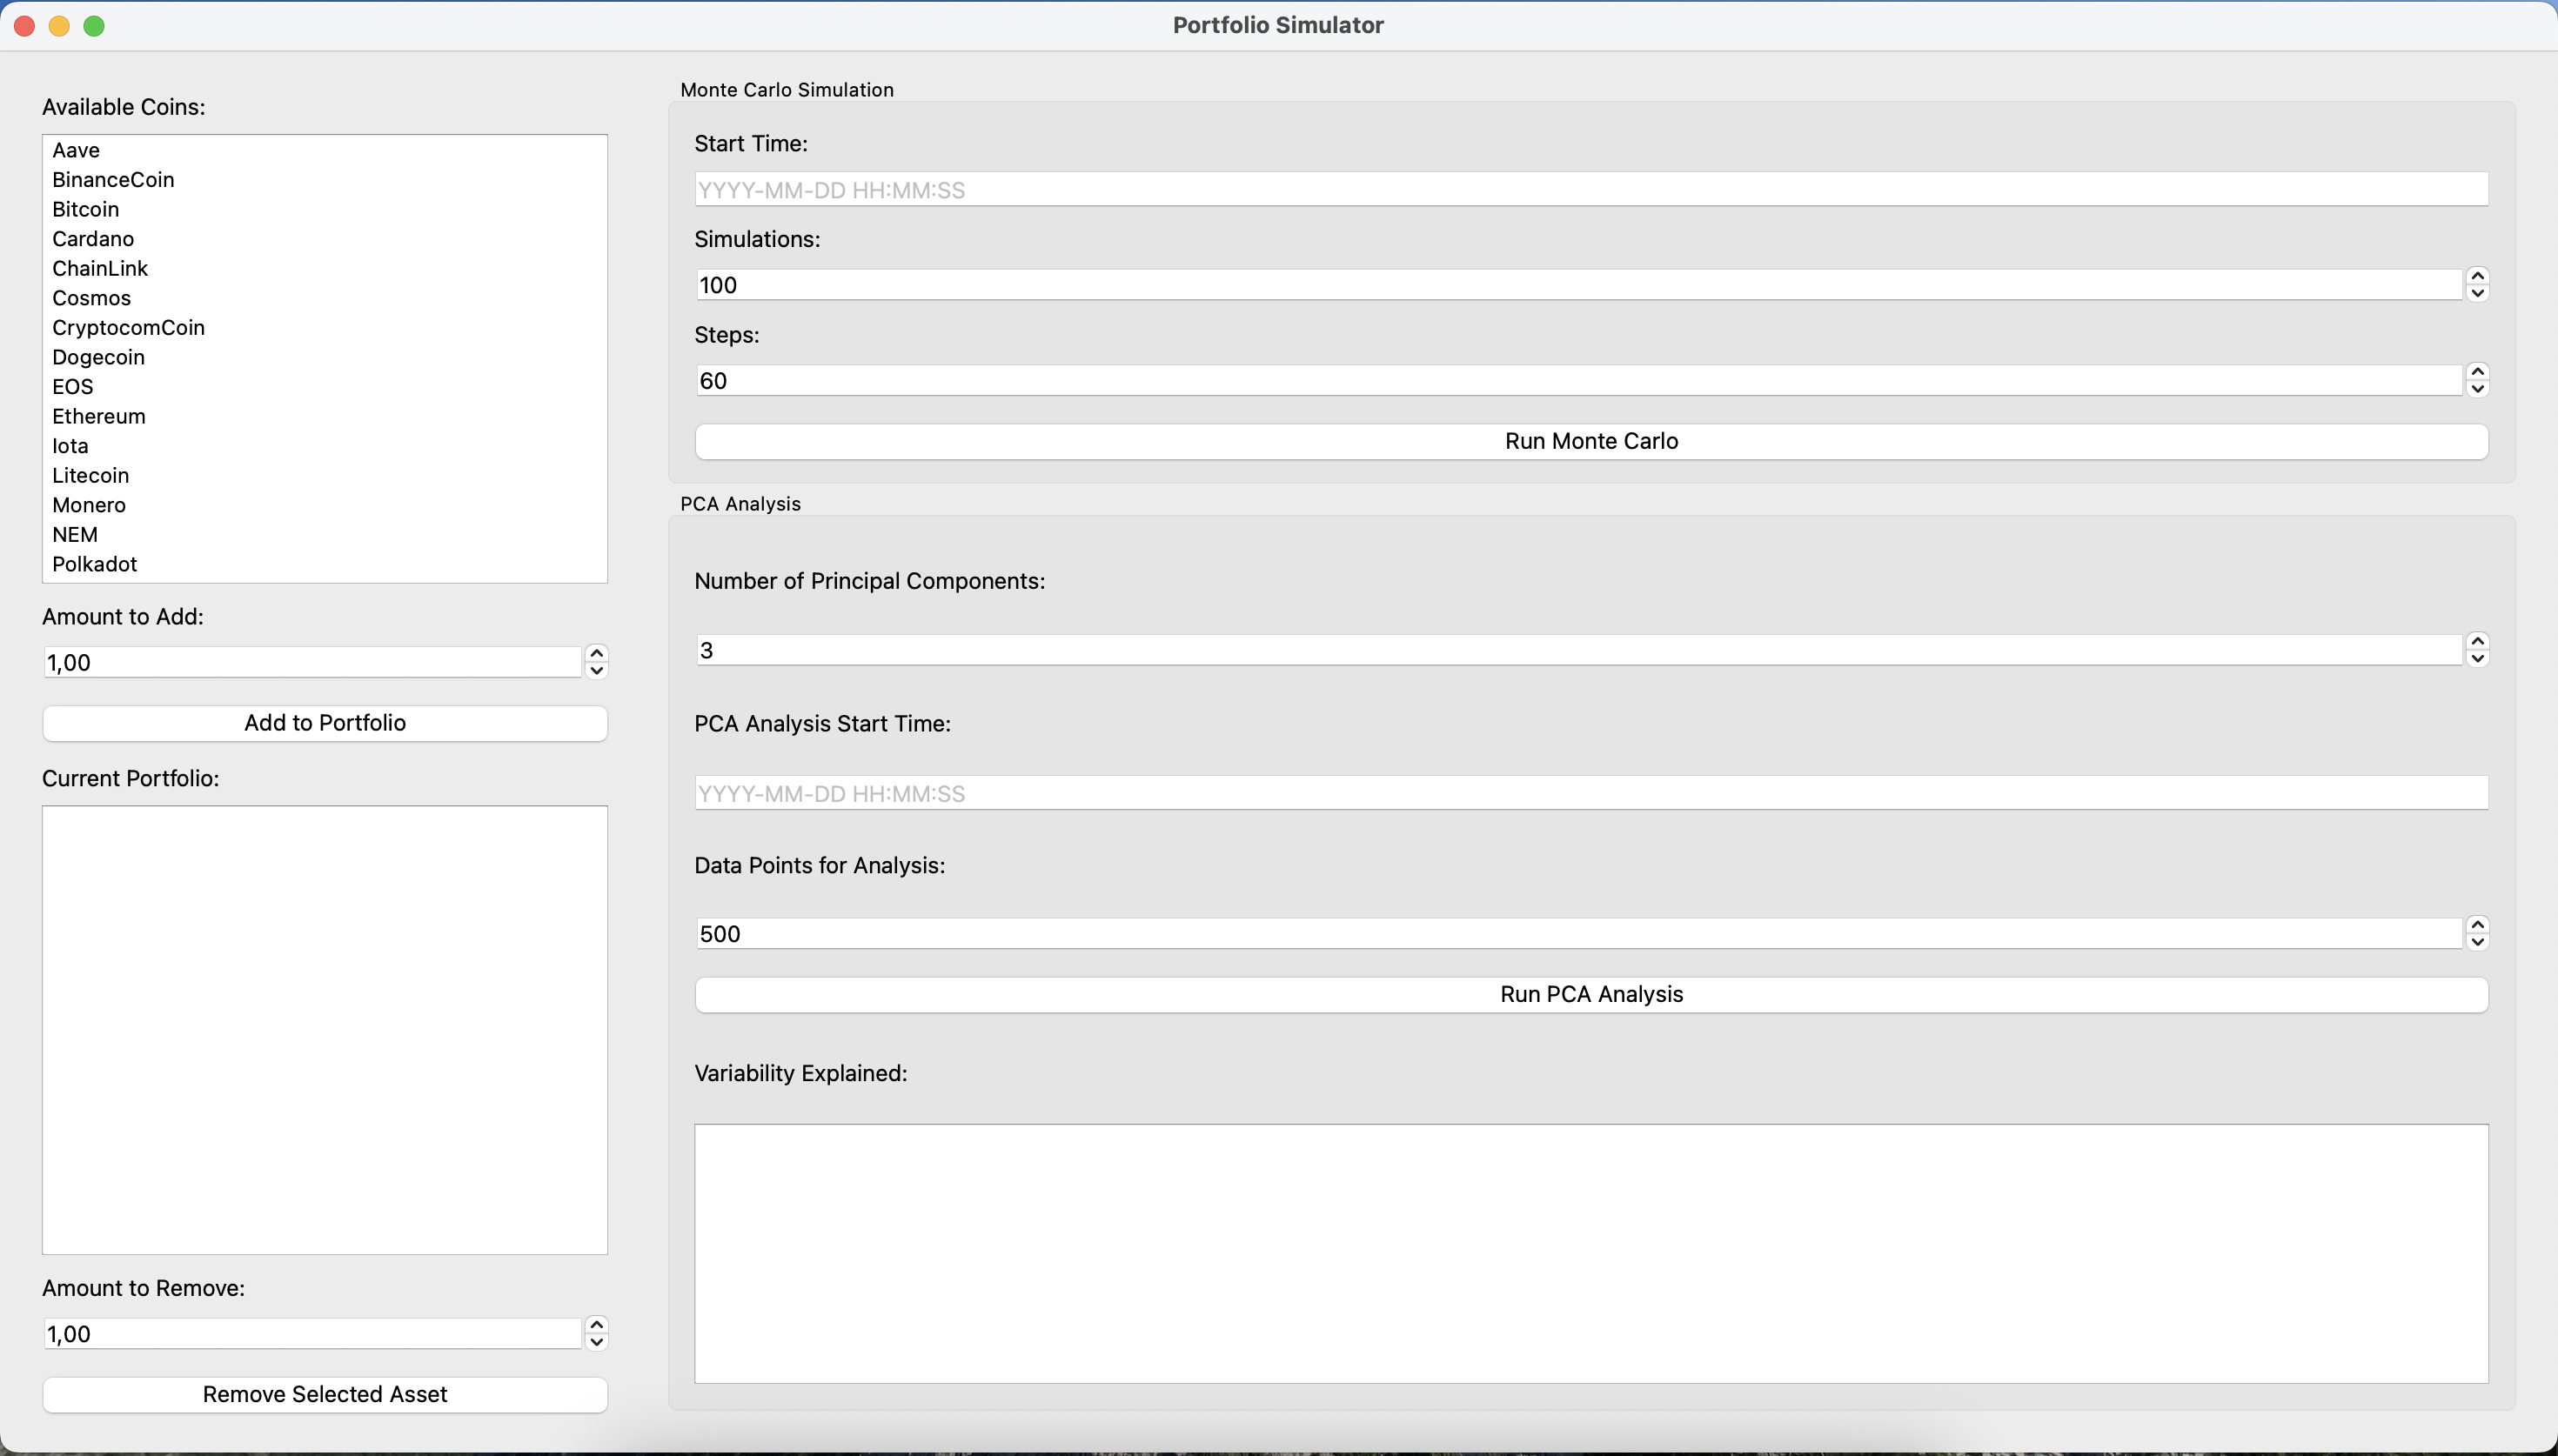 Portfolio Simulator
Available Coins:
Aave
BinanceCoin
Bitcoin
Cardano
ChainLink
Cosmos
CryptocomCoin
Dogecoin
EOS
Ethereum
Iota
Litecoin
Monero
NEM
Polkadot
Amount to Add:
1,00
Add to Portfolio
Current Portfolio:
Amount to Remove:
1,00
Remove Selected Asset
Monte Carlo Simulation
Start Time:
YYYY-MM-DD HH:MM:SS
Simulations:
100
Steps:
60
Run Monte Carlo
PCA Analysis
Number of Principal Components:
3
PCA Analysis Start Time:
YYYY-MM-DD HH:MM:SS
Data Points for Analysis:
500
Run PCA Analysis
Variability Explained: